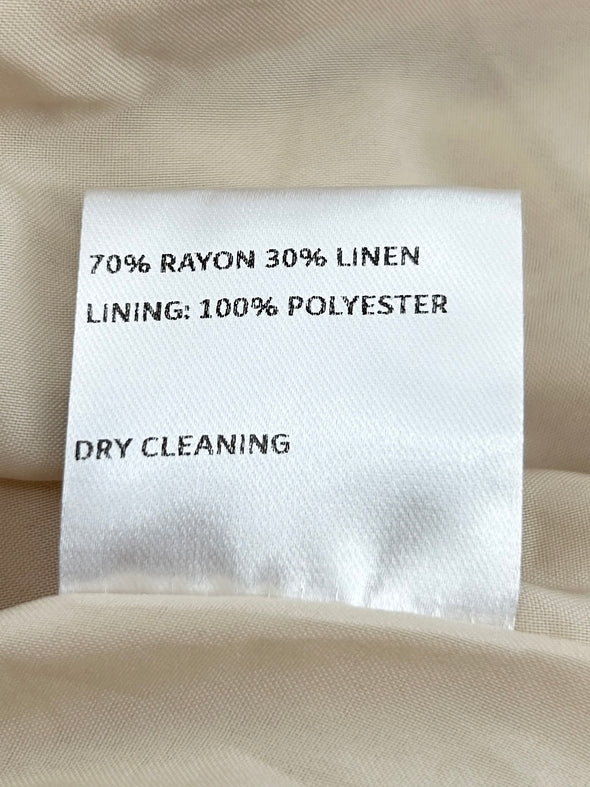 70% RAYON 30% LINEN
LINING: 100% POLYESTER
DRY CLEANING